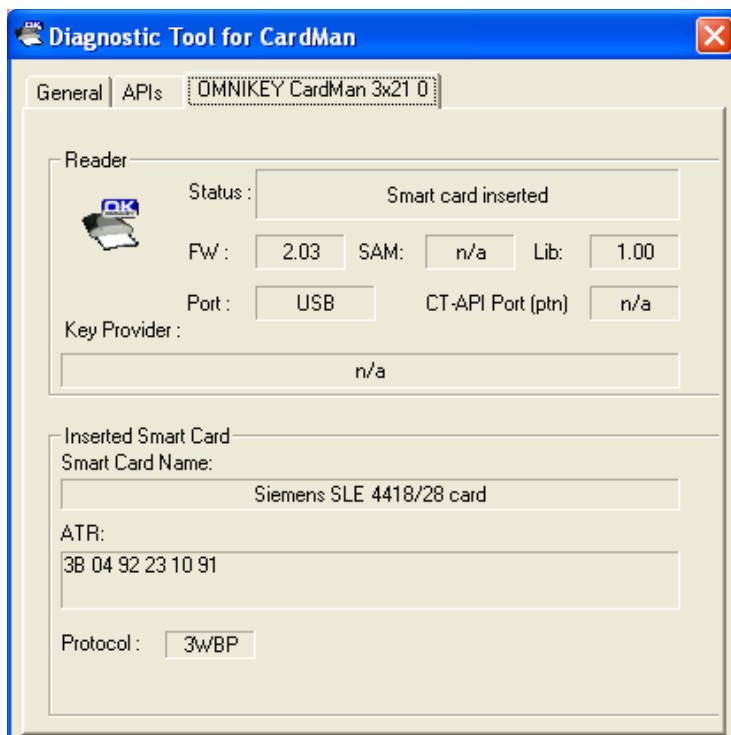 Diagnostic Tool for CardMan
General APIs OMNIKEY CardMan 3x21 0
Reader
OK
Status : Smart card inserted
FW : 2.03 SAM: n/a Lib: 1.00
Port : USB CT-API Port (ptn) n/a
Key Provider :
n/a
Inserted Smart Card
Smart Card Name:
Siemens SLE 4418/28 card
ATR:
3B 04 92 23 10 91
Protocol : 3WBP